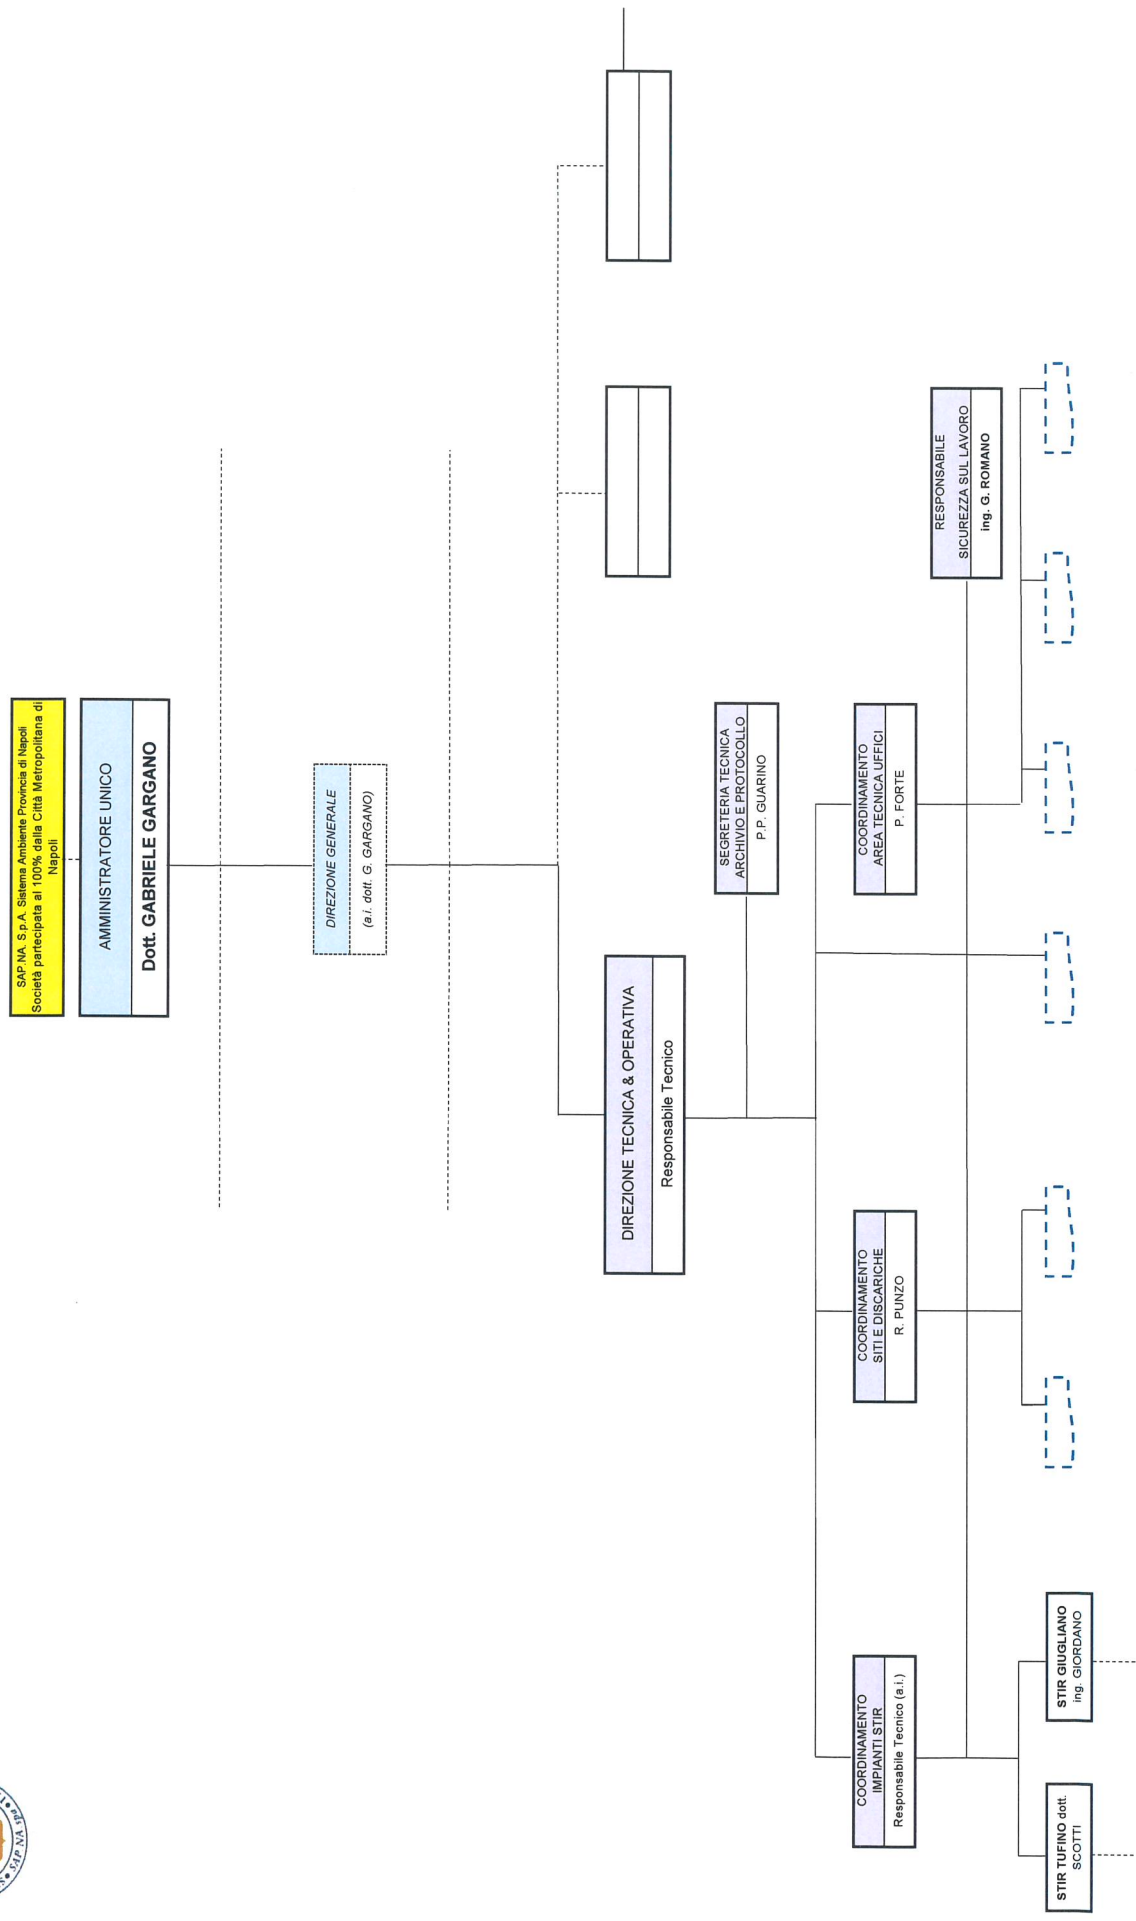 SAP.NA. S.p.A. Sistema Ambiente Provincia di Napoli
Società partecipata al 100% dalla Città Metropolitana di
Napoli
AMMINISTRATORE UNICO
Dott. GABRIELE GARGANO
DIREZIONE GENERALE
(a.i. dott. G. GARGANO)
DIREZIONE TECNICA & OPERATIVA
Responsabile Tecnico
SEGRETERIA TECNICA
ARCHIVIO E PROTOCOLLO
P.P. GUARINO
COORDINAMENTO
IMPIANTI STIR
Responsabile Tecnico (a.i.)
COORDINAMENTO
SITI E DISCARICHE
R. PUNZO
COORDINAMENTO
AREA TECNICA UFFICI
P. FORTE
RESPONSABILE
SICUREZZA SUL LAVORO
ing. G. ROMANO
STIR TUFINO dott.
SCOTTI
STIR GIUGLIANO
ing. GIORDANO
SAP.NA spa